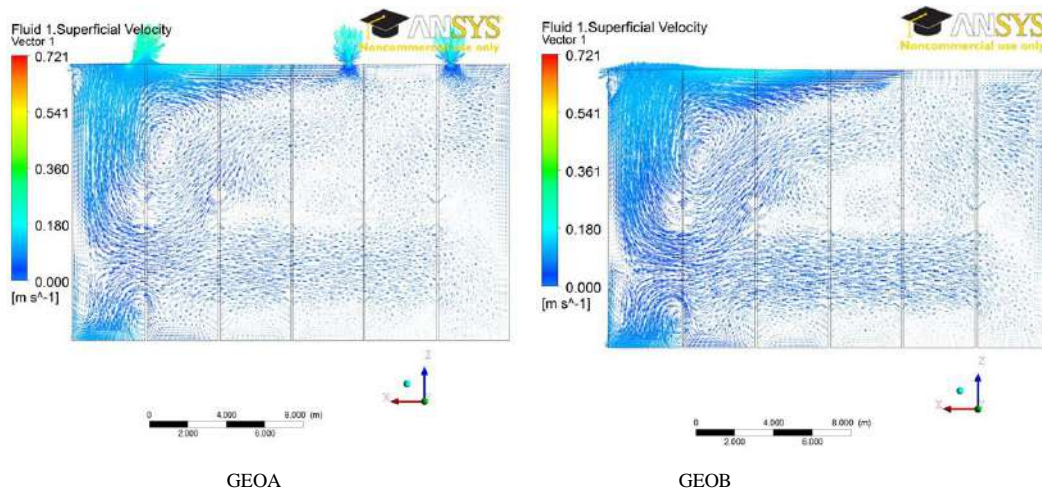 Fluid 1.Superficial Velocity
Vector 1
ANSYS
Noncommercial use only
0.721
0.541
0.360
0.180
0.000
[m s^-1]
Z
X
0 4.000 8.000 (m)
2.000 6.000
GEOA
Fluid 1.Superficial Velocity
Vector 1
ANSYS
Noncommercial use only
0.721
0.541
0.361
0.180
0.000
[m s^-1]
Z
X
Y
0 4.000 8.000 (m)
2.000 6.000
GEOB